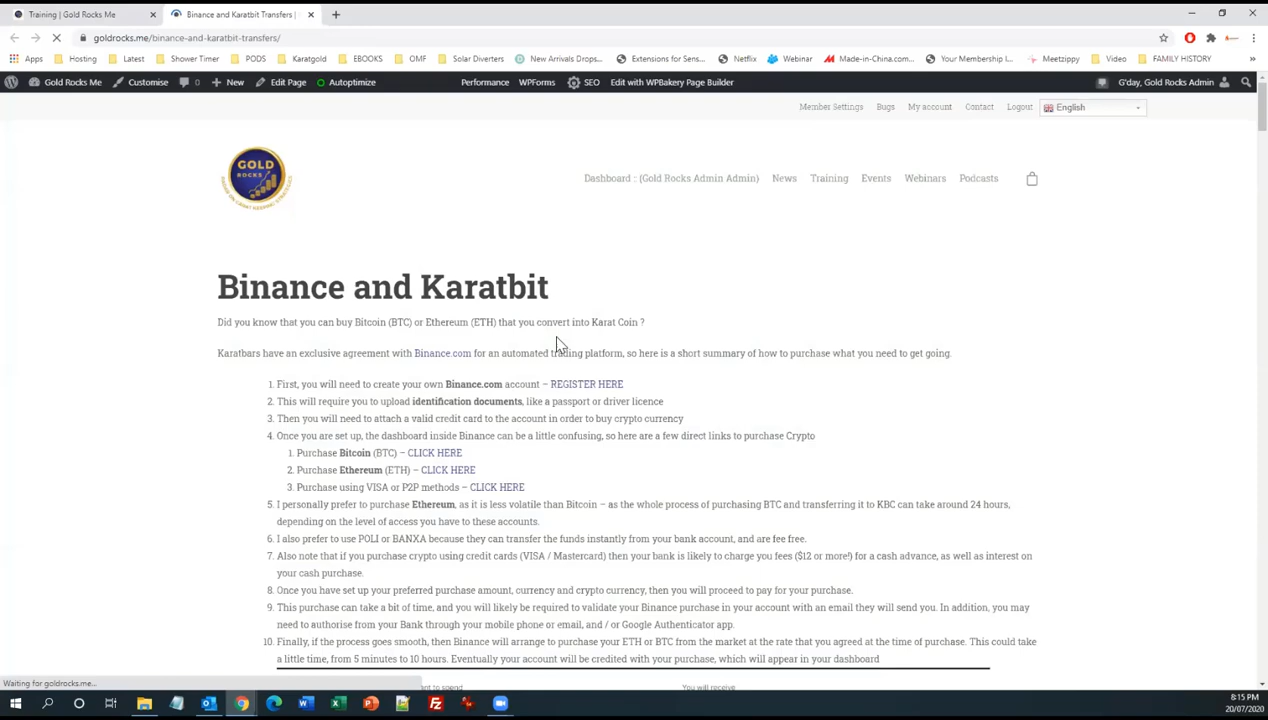 Training | Gold Rocks Me
Binance and Karatbit Transfers |
goldrocks.me/binance-and-karatbit-transfers/
Apps Hosting Latest Shower Timer PODS Karatgold EBOOKS OMF Solar Diverters New Arrivals Drop... Extensions for Sens... Netflix Webinar Made-in-China.com... Your Membership I... Meetzippy Video FAMILY HISTORY
Gold Rocks Me Customise 0 New Edit Page Autoptimize Performance WPForms SEO Edit with WPBakery Page Builder G'day, Gold Rocks Admin
Member Settings Bugs My account Contact Logout English
GOLD
ROCKS
Dashboard : (Gold Rocks Admin Admin) News Training Events Webinars Podcasts
Binance and Karatbit
Did you know that you can buy Bitcoin (BTC) or Ethereum (ETH) that you convert into Karat Coin ?
Karatbars have an exclusive agreement with Binance.com for an automated trading platform, so here is a short summary of how to purchase what you need to get going.
1. First, you will need to create your own Binance.com account – REGISTER HERE
2. This will require you to upload identification documents, like a passport or driver licence
3. Then you will need to attach a valid credit card to the account in order to buy crypto currency
4. Once you are set up, the dashboard inside Binance can be a little confusing, so here are a few direct links to purchase Crypto
1. Purchase Bitcoin (BTC) – CLICK HERE
2. Purchase Ethereum (ETH) – CLICK HERE
3. Purchase using VISA or P2P methods – CLICK HERE
5. I personally prefer to purchase Ethereum, as it is less volatile than Bitcoin – as the whole process of purchasing BTC and transferring it to KBC can take around 24 hours,
depending on the level of access you have to these accounts.
6. I also prefer to use POLI or BANXA because they can transfer the funds instantly from your bank account, and are fee free.
7. Also note that if you purchase crypto using credit cards (VISA / Mastercard) then your bank is likely to charge you fees ($12 or more!) for a cash advance, as well as interest on
your cash purchase.
8. Once you have set up your preferred purchase amount, currency and crypto currency, then you will proceed to pay for your purchase.
9. This purchase can take a bit of time, and you will likely be required to validate your Binance purchase in your account with an email they will send you. In addition, you may
need to authorise from your Bank through your mobile phone or email, and / or Google Authenticator app.
10. Finally, if the process goes smooth, then Binance will arrange to purchase your ETH or BTC from the market at the rate that you agreed at the time of purchase. This could take
a little time, from 5 minutes to 10 hours. Eventually your account will be credited with your purchase, which will appear in your dashboard
ant to spend You will receive
Waiting for goldrocks.me...
8:15 PM
20/07/2020